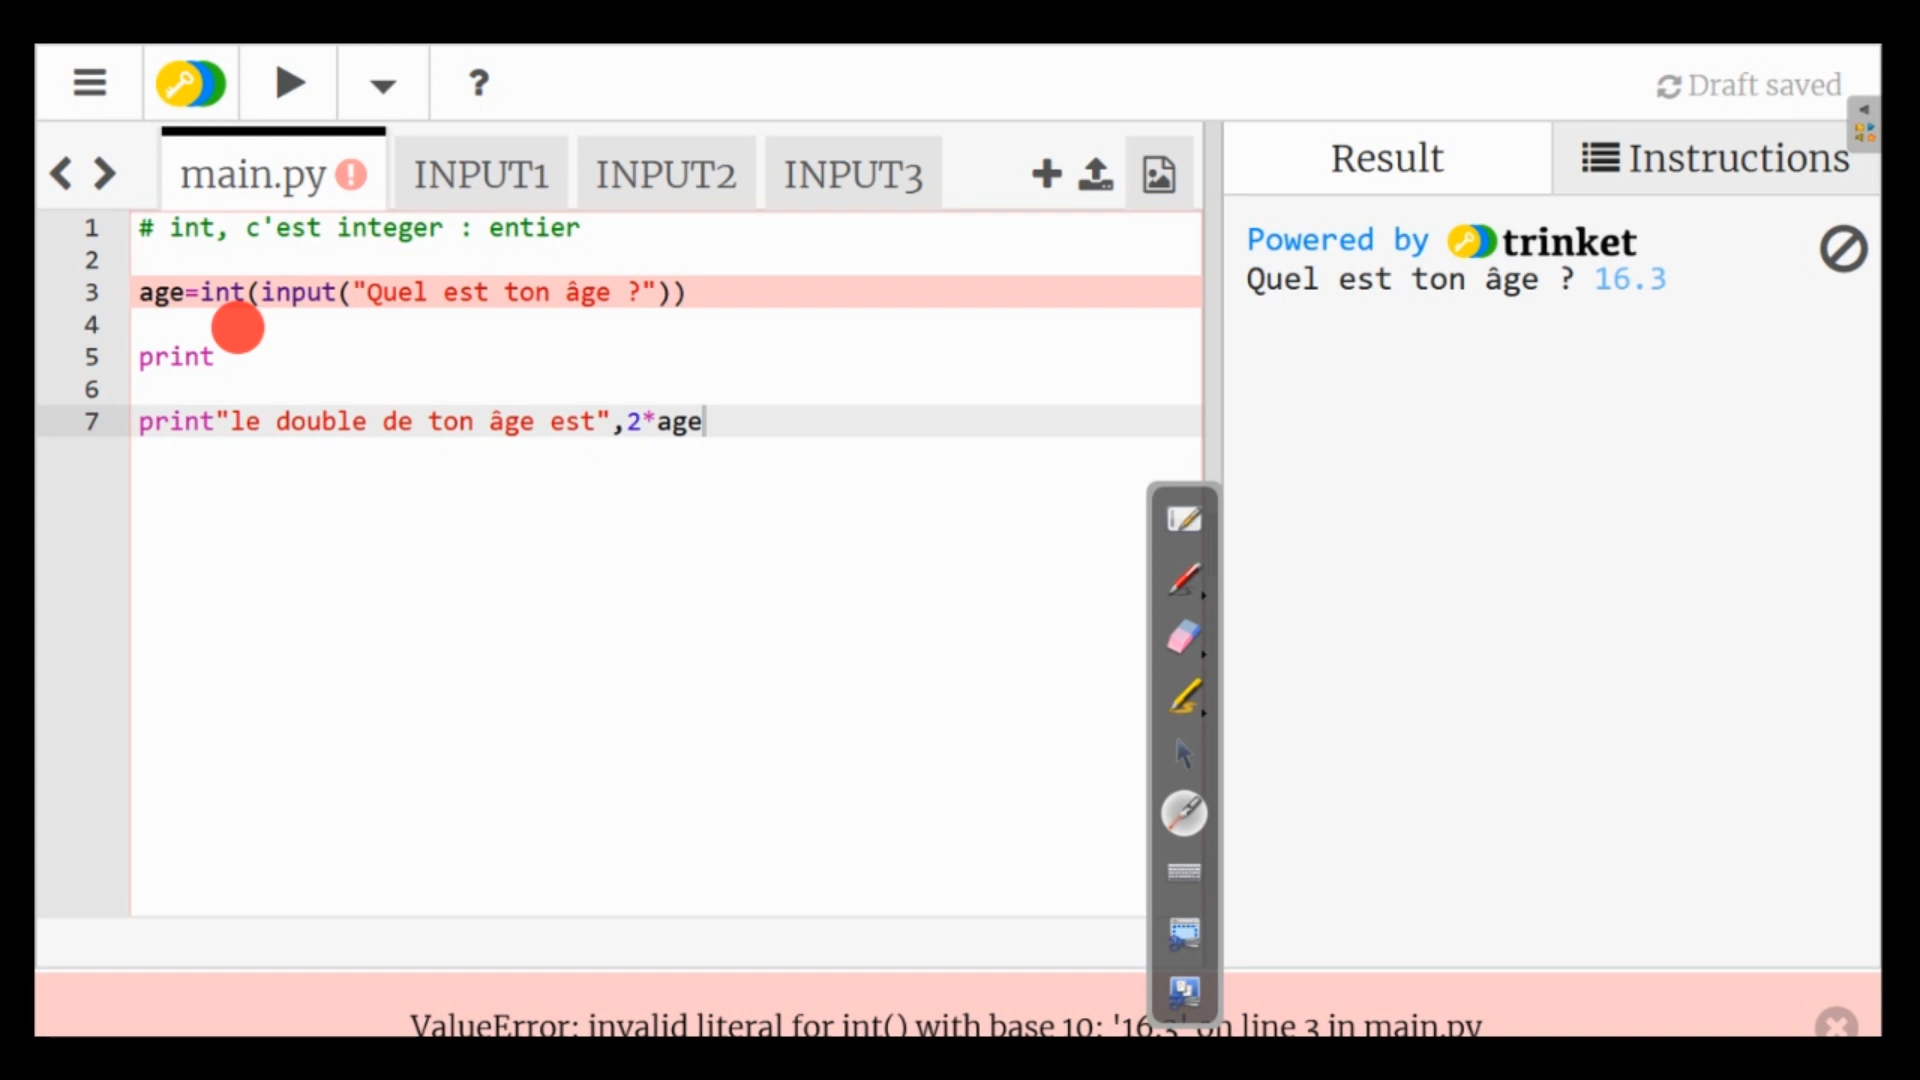 ?
Draft saved
main.py
INPUT1
INPUT2
INPUT3
Result
Instructions
1 # int, c'est integer : entier
2
3 age=int(input("Quel est ton âge ?"))
4
5 print
6
7 print"le double de ton âge est",2*age
Powered by trinket
Quel est ton âge ? 16.3
ValueError: invalid literal for int() with base 10: '16.3' on line 3 in main.py